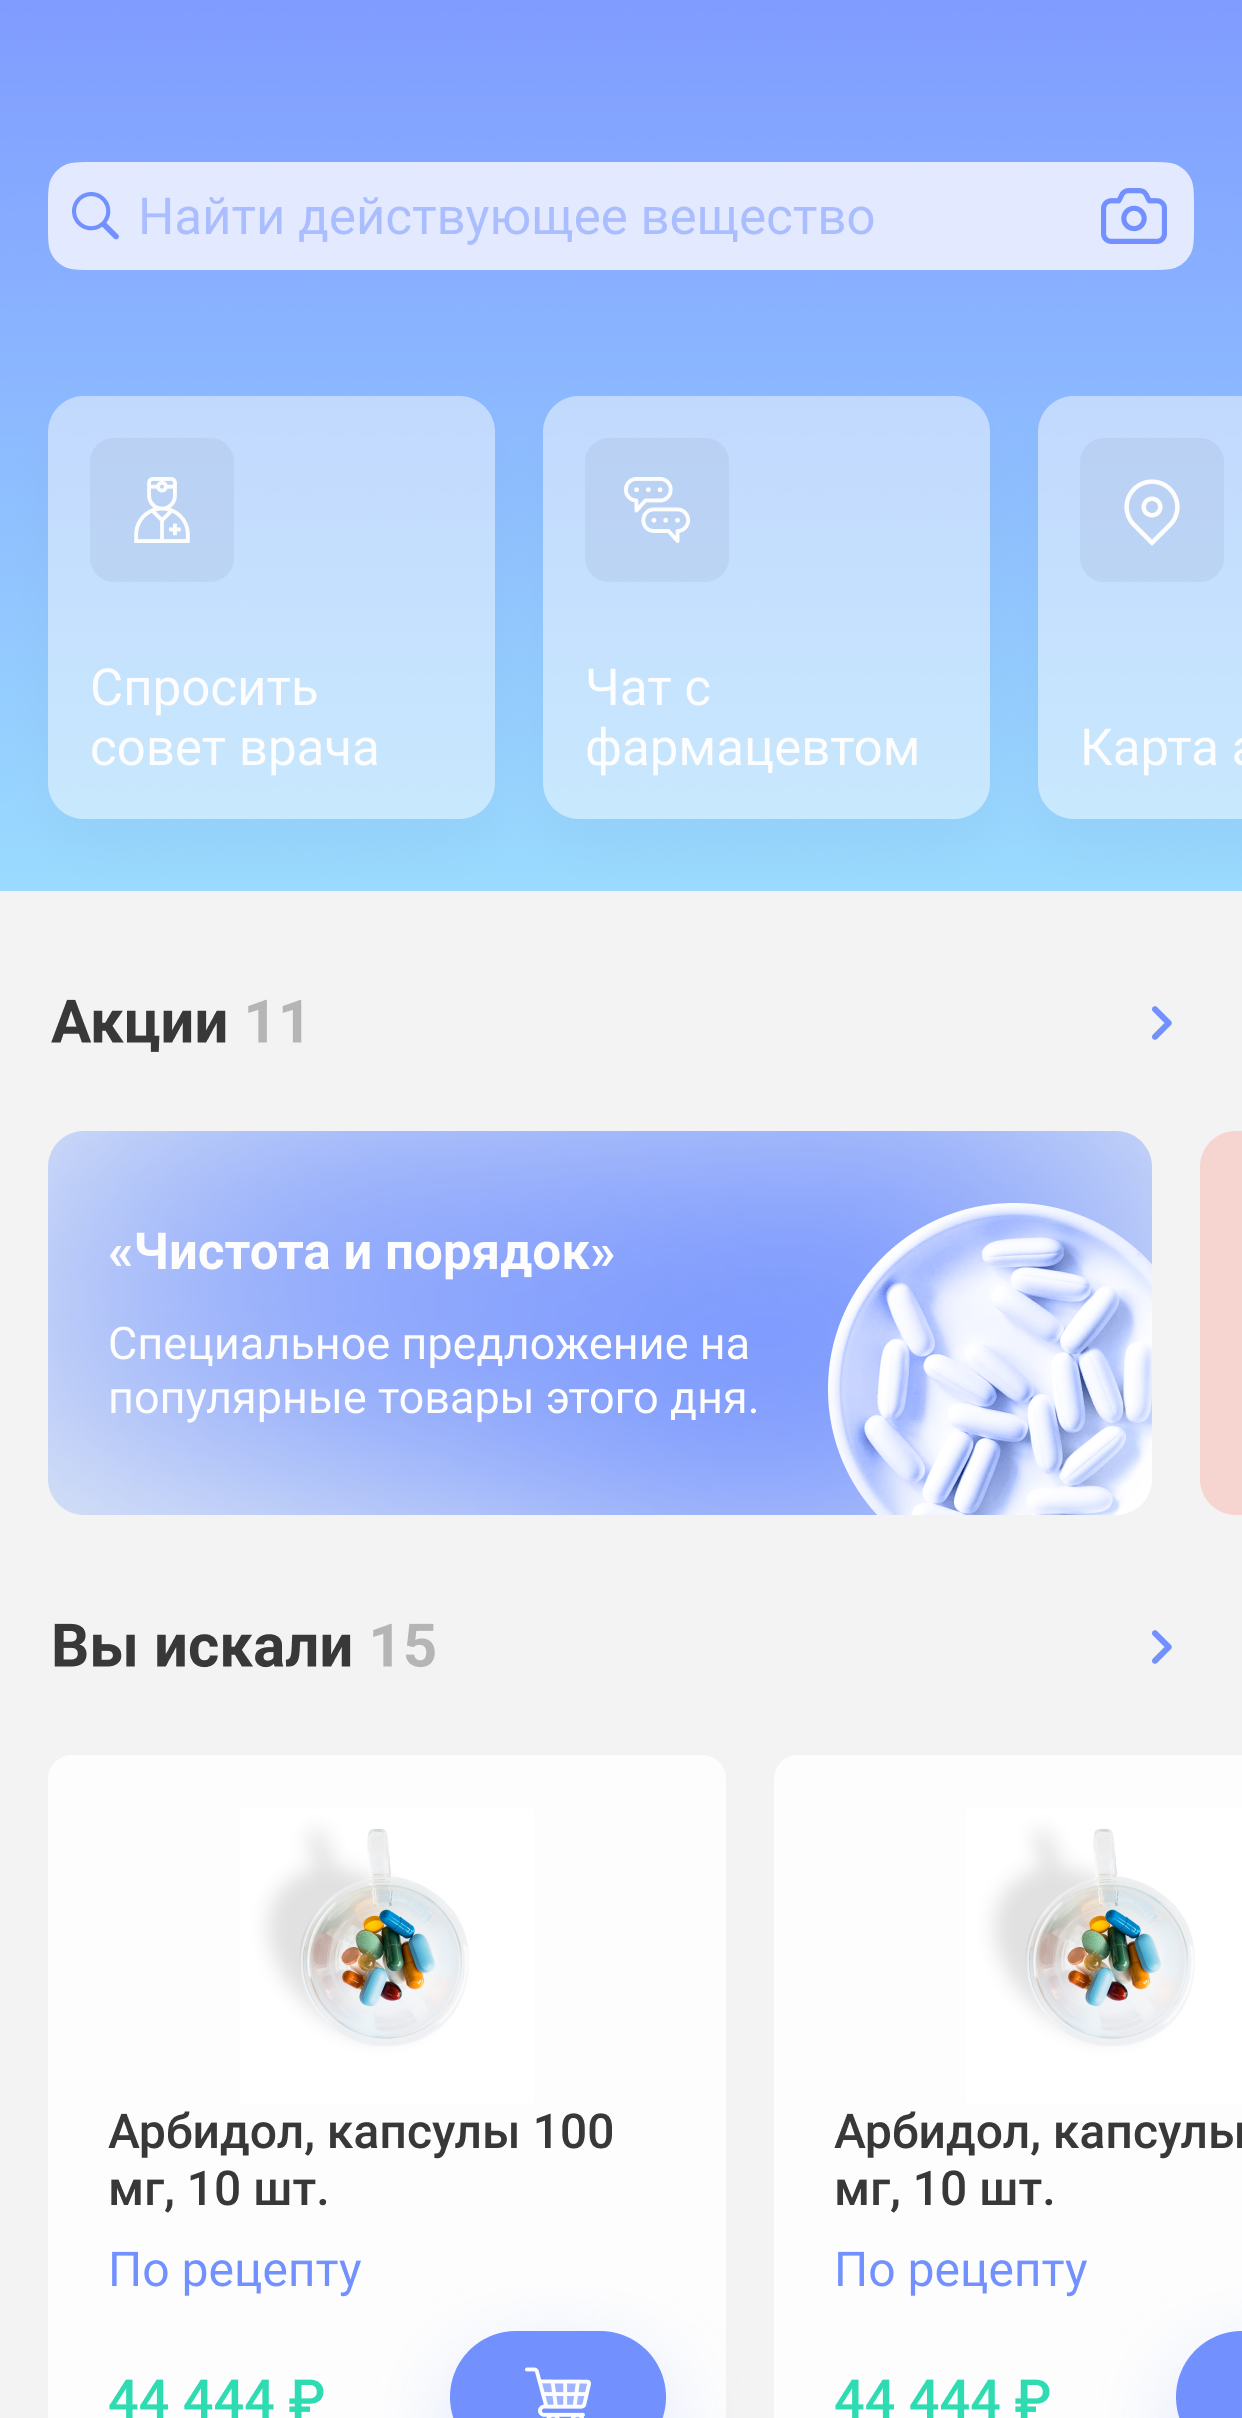 Найти действующее вещество
Спросить
совет врача
Чат с
фармацевтом
Карта
Акции 11
«Чистота и порядок»
Специальное предложение на
популярные товары этого дня.
Вы искали 15
Арбидол, капсулы 100
мг, 10 шт.
По рецепту
44 444 ₽
Арбидол, капсулы
мг, 10 шт.
По рецепту
44 444 ₽